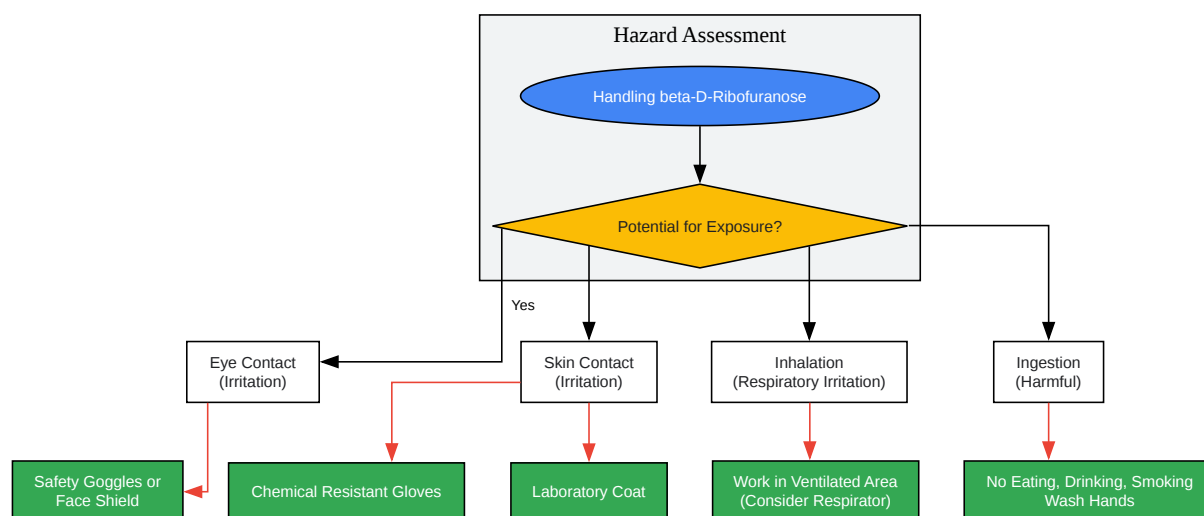 Hazard Assessment
Handling beta-D-Ribofuranose
Potential for Exposure?
Yes
Eye Contact
(Irritation)
Skin Contact
(Irritation)
Inhalation
(Respiratory Irritation)
Ingestion
(Harmful)
Safety Goggles or
Face Shield
Chemical Resistant Gloves
Laboratory Coat
Work in Ventilated Area
(Consider Respirator)
No Eating, Drinking, Smoking
Wash Hands